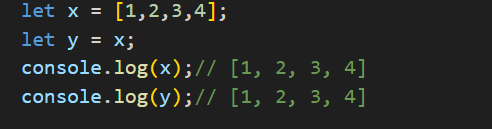 let x = [1,2,3,4];
let y = x;
console.log(x);// [1, 2, 3, 4]
console.log(y);// [1, 2, 3, 4]